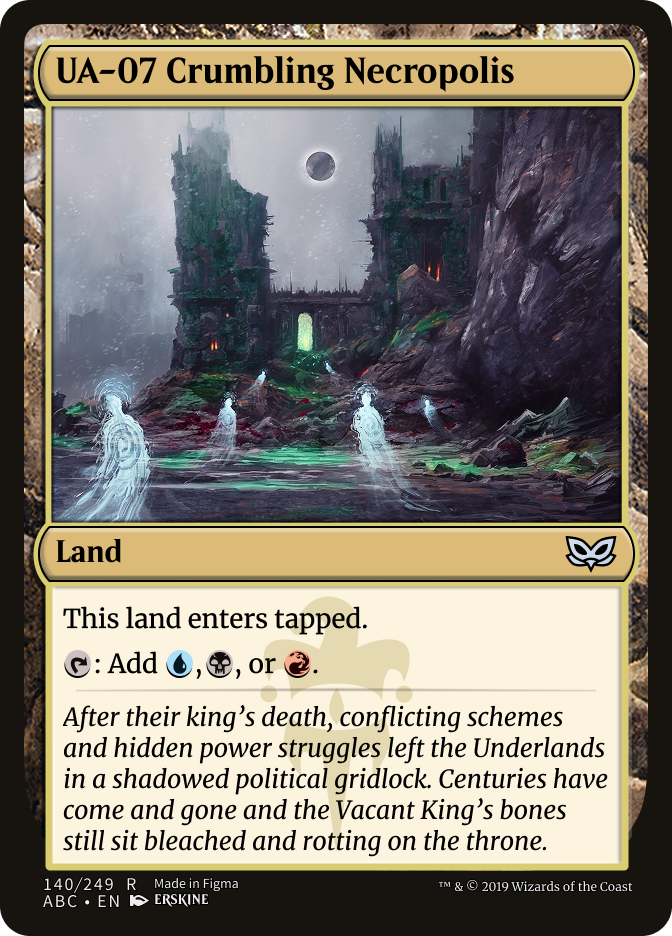 UA-07 Crumbling Necropolis
Land
This land enters tapped.
: Add , , or .
After their king's death, conflicting schemes
and hidden power struggles left the Underlands
in a shadowed political gridlock. Centuries have
come and gone and the Vacant King's bones
still sit bleached and rotting on the throne.
140/249 R Made in Figma ™ & © 2019 Wizards of the Coast
ABC • EN ERSKINE